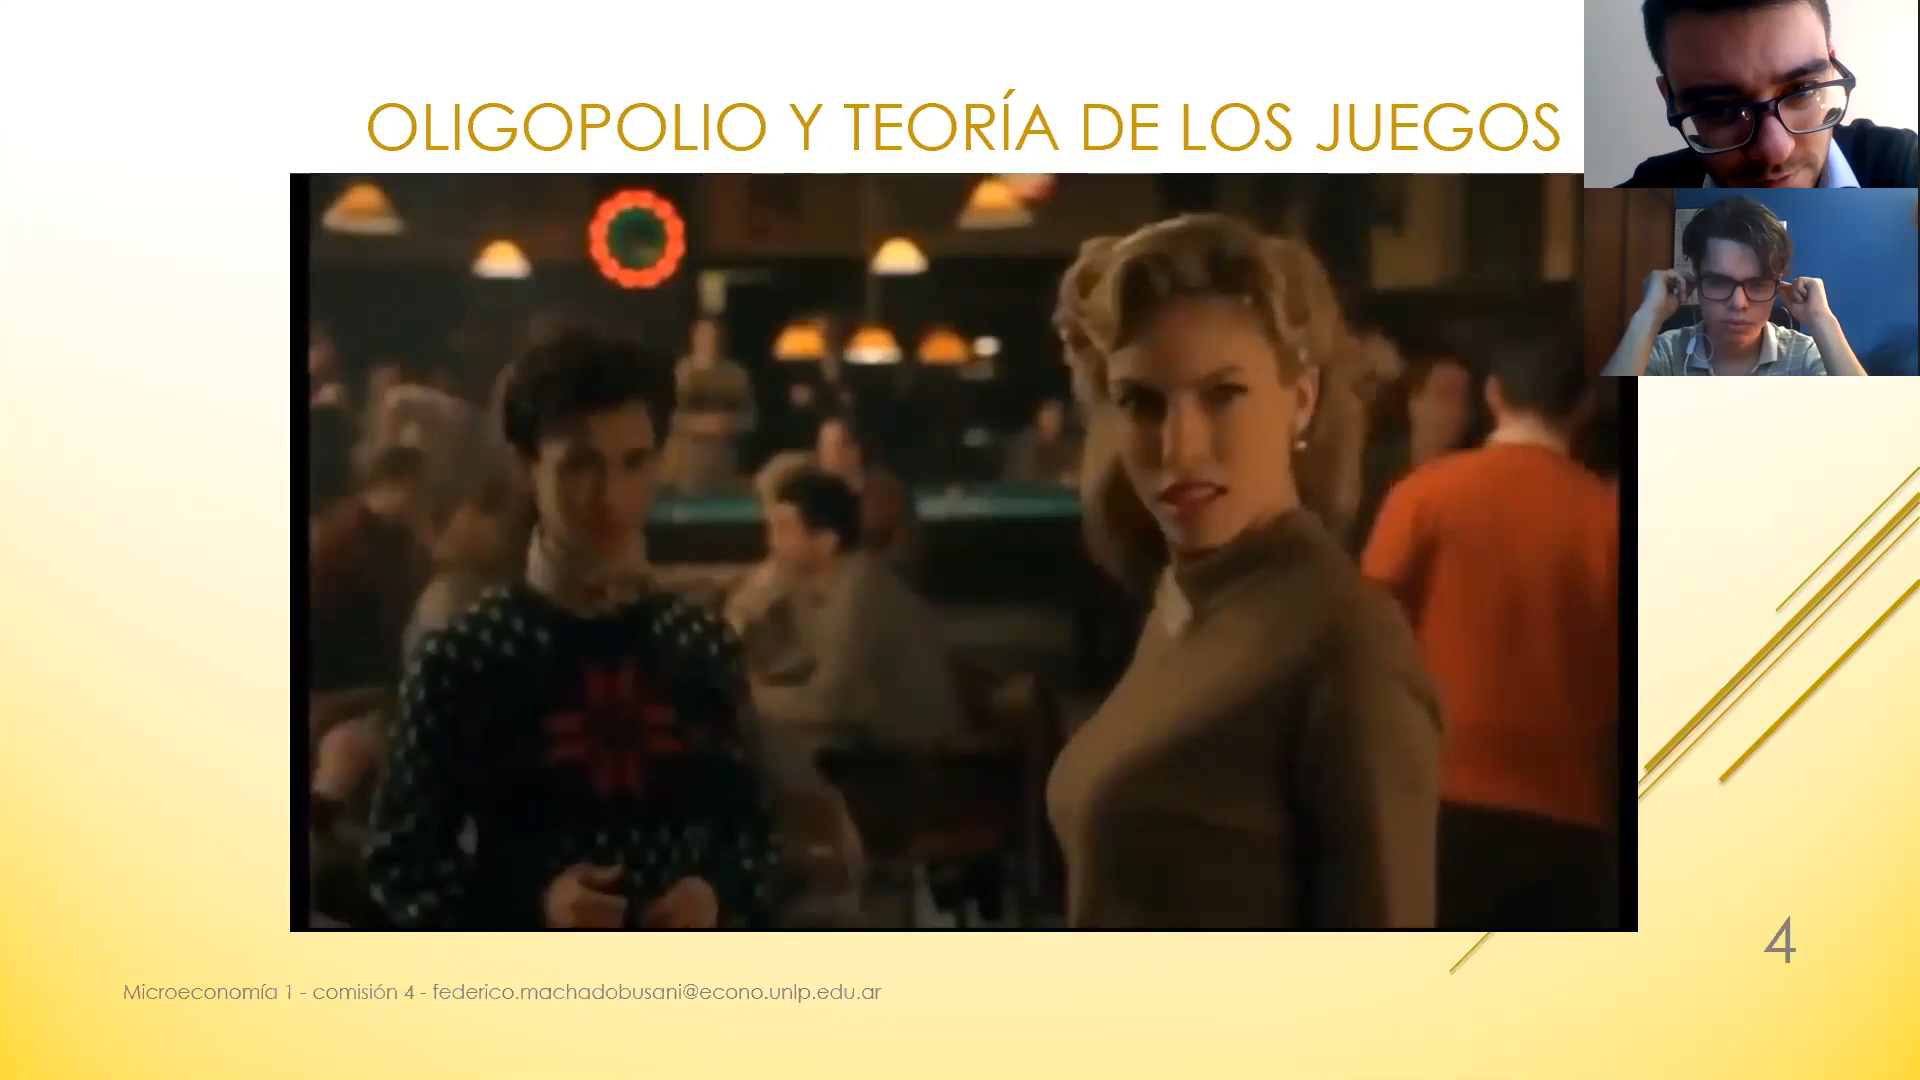 OLIGOPOLIO Y TEORÍA DE LOS JUEGOS
4
Microeconomía 1 - comisión 4 - federico.machadobusani@econo.unlp.edu.ar